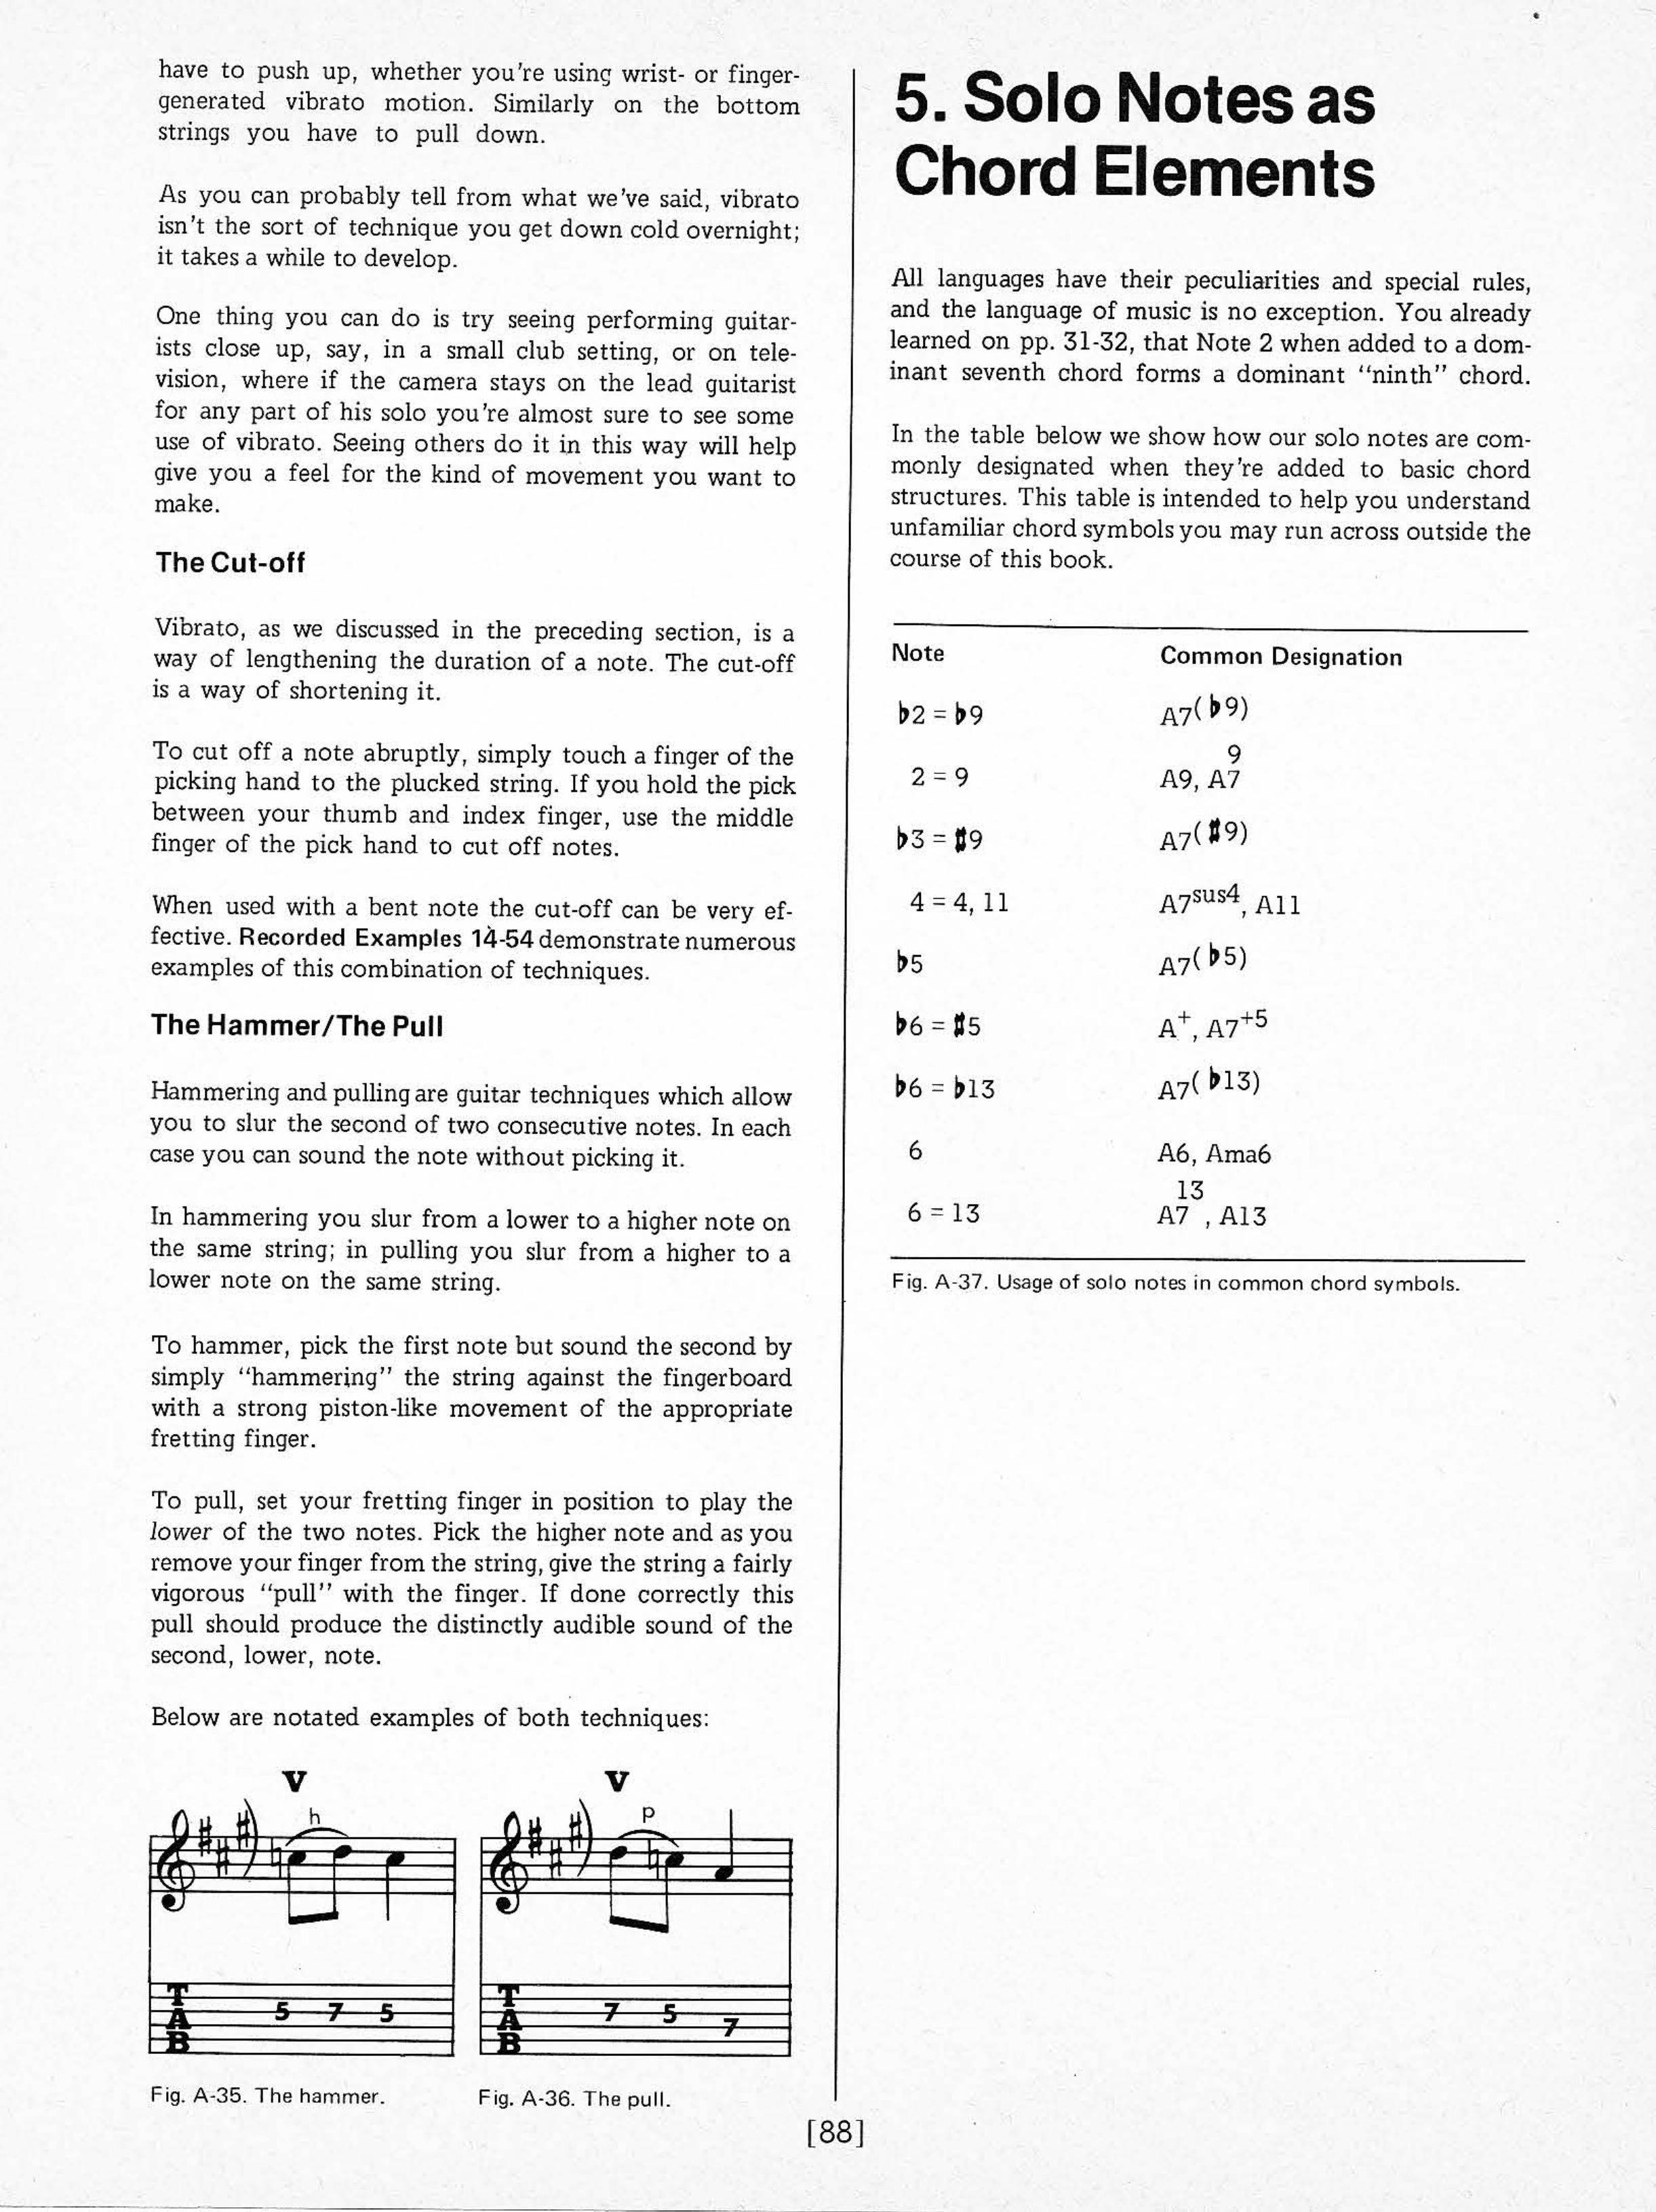 have to push up, whether you're using wrist- or finger-
generated vibrato motion. Similarly on the bottom
strings you have to pull down.
As you can probably tell from what we've said, vibrato
isn't the sort of technique you get down cold overnight;
it takes a while to develop.
One thing you can do is try seeing performing guitar-
ists close up, say, in a small club setting, or on tele-
vision, where if the camera stays on the lead guitarist
for any part of his solo you're almost sure to see some
use of vibrato. Seeing others do it in this way will help
give you a feel for the kind of movement you want to
make.
The Cut-off
Vibrato, as we discussed in the preceding section, is a
way of lengthening the duration of a note. The cut-off
is a way of shortening it.
To cut off a note abruptly, simply touch a finger of the
picking hand to the plucked string. If you hold the pick
between your thumb and index finger, use the middle
finger of the pick hand to cut off notes.
When used with a bent note the cut-off can be very ef-
fective. Recorded Examples 14-54 demonstrate numerous
examples of this combination of techniques.
The Hammer/The Pull
Hammering and pulling are guitar techniques which allow
you to slur the second of two consecutive notes. In each
case you can sound the note without picking it.
In hammering you slur from a lower to a higher note on
the same string; in pulling you slur from a higher to a
lower note on the same string.
To hammer, pick the first note but sound the second by
simply "hammering" the string against the fingerboard
with a strong piston-like movement of the appropriate
fretting finger.
To pull, set your fretting finger in position to play the
lower of the two notes. Pick the higher note and as you
remove your finger from the string, give the string a fairly
vigorous "pull" with the finger. If done correctly this
pull should produce the distinctly audible sound of the
second, lower, note.
Below are notated examples of both techniques:
V
h
T
A
B
5 7 5
Fig. A-35. The hammer.
V
p
T
A
B
7 5 7
Fig. A-36. The pull.
5. Solo Notes as
Chord Elements
All languages have their peculiarities and special rules,
and the language of music is no exception. You already
learned on pp. 31-32, that Note 2 when added to a dom-
inant seventh chord forms a dominant "ninth" chord.
In the table below we show how our solo notes are com-
monly designated when they're added to basic chord
structures. This table is intended to help you understand
unfamiliar chord symbols you may run across outside the
course of this book.
Note Common Designation
♭2 = ♭9 A7(♭9)
9
2 = 9 A9, A7
♭3 = ♯9 A7(♯9)
4 = 4, 11 A7sus4, A11
♭5 A7(♭5)
♭6 = ♯5 A+, A7+5
♭6 = ♭13 A7(♭13)
6 A6, Ama6
13
6 = 13 A7 , A13
Fig. A-37. Usage of solo notes in common chord symbols.
[88]